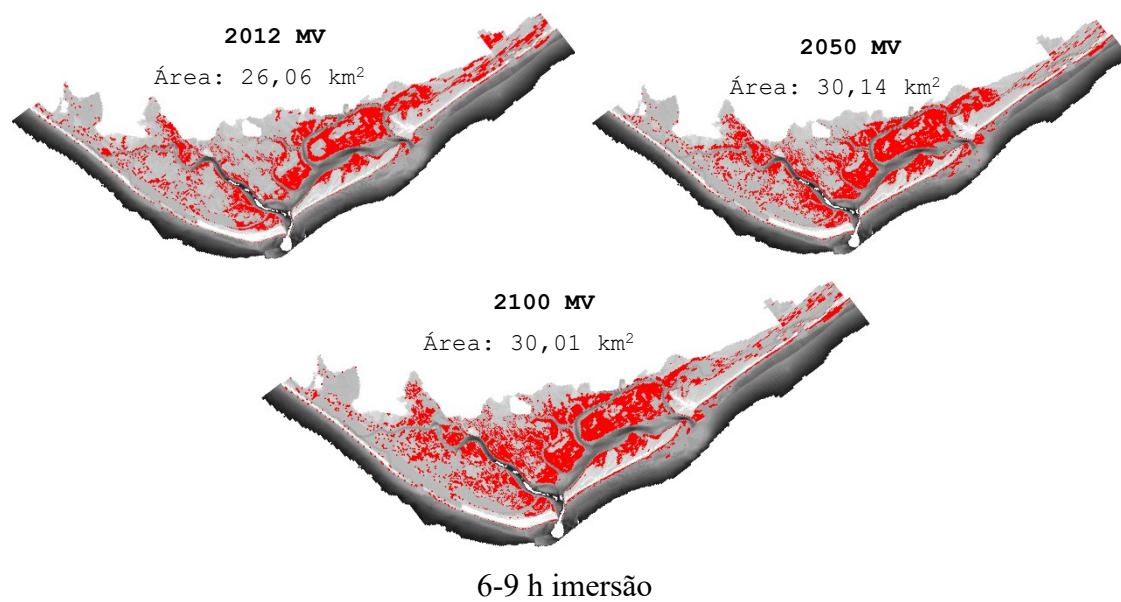 2012 MV
Área: 26,06 km²
2050 MV
Área: 30,14 km²
2100 MV
Área: 30,01 km²
6-9 h imersão